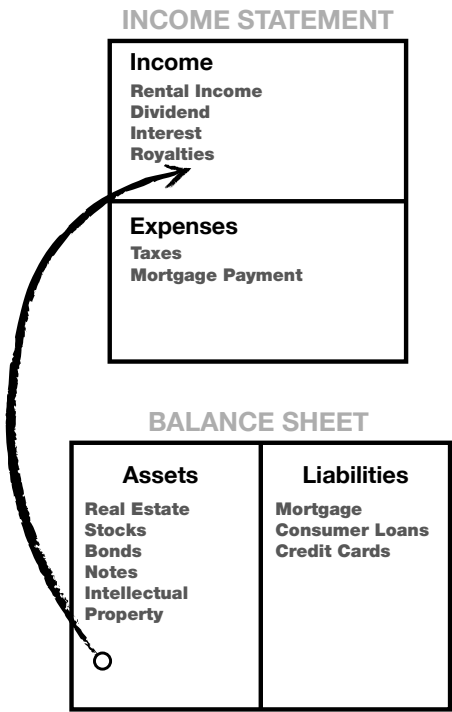 INCOME STATEMENT
Income
Rental Income
Dividend
Interest
Royalties
Expenses
Taxes
Mortgage Payment
BALANCE SHEET
Assets
Real Estate
Stocks
Bonds
Notes
Intellectual
Property
Liabilities
Mortgage
Consumer Loans
Credit Cards